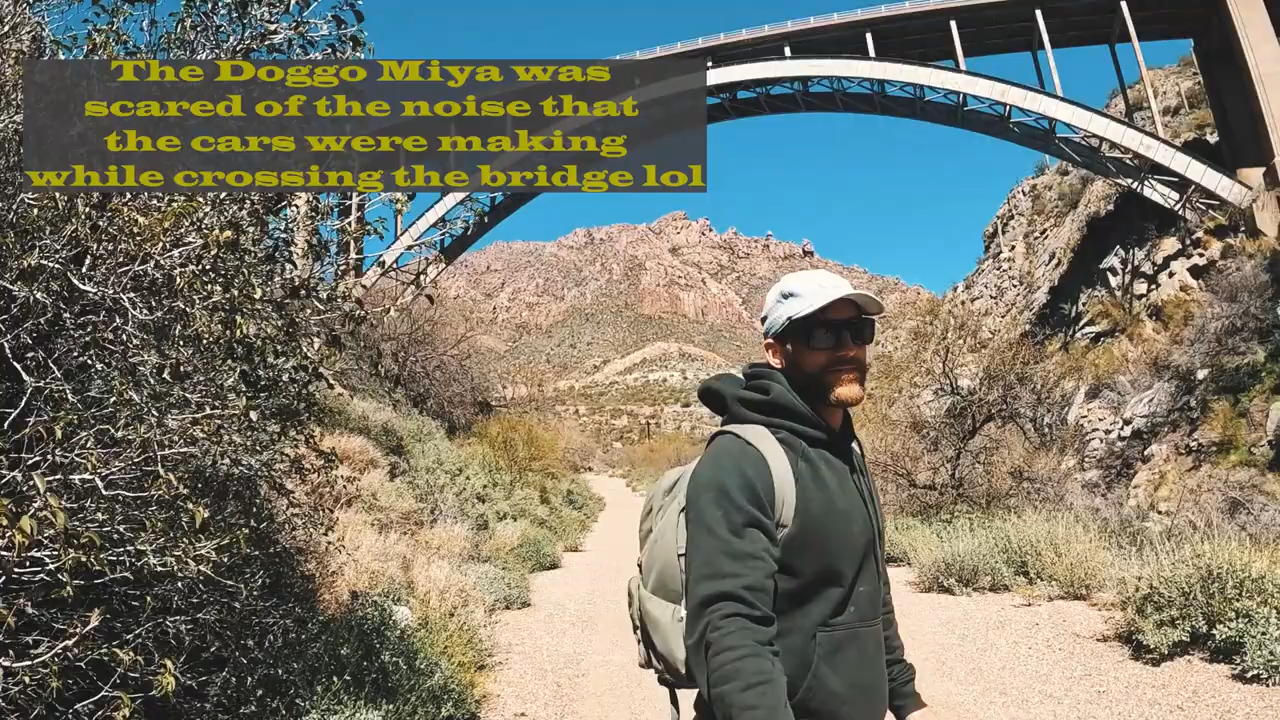 The Doggo Miya was
scared of the noise that
the cars were making
while crossing the bridge lol